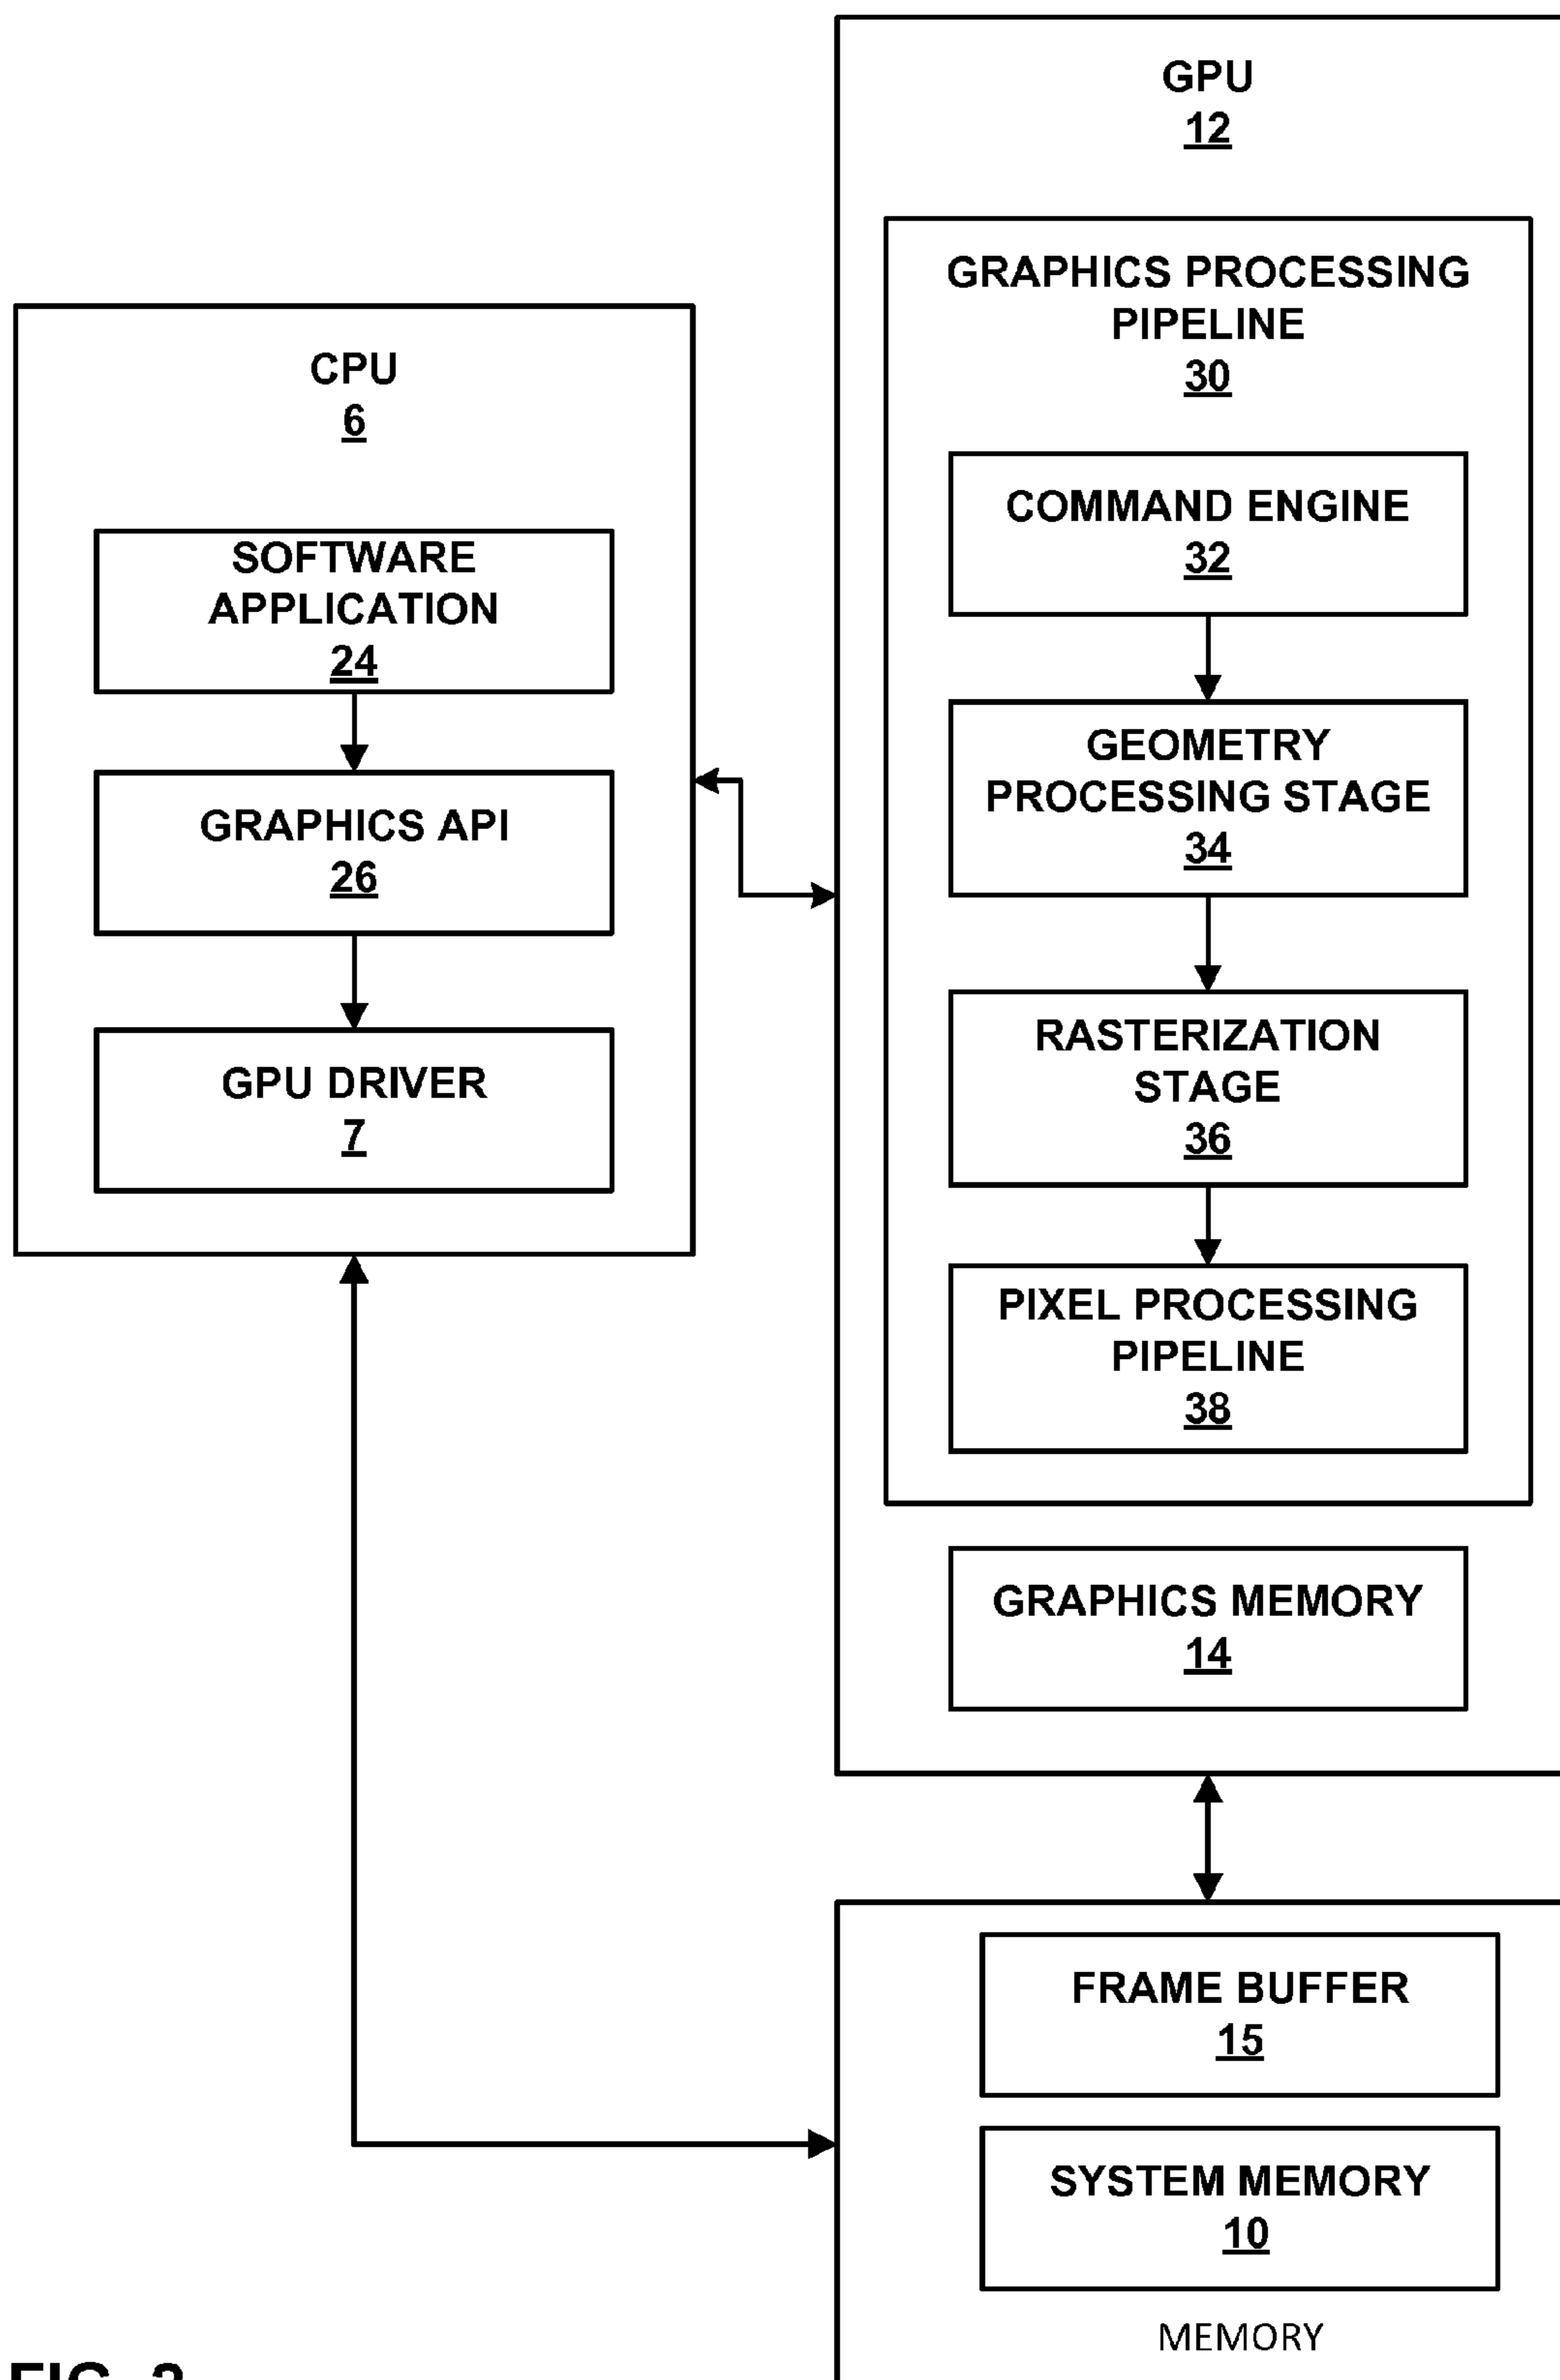 GPU
12
GRAPHICS PROCESSING
PIPELINE
30
COMMAND ENGINE
32
GEOMETRY
PROCESSING STAGE
34
RASTERIZATION
STAGE
36
PIXEL PROCESSING
PIPELINE
38
GRAPHICS MEMORY
14
CPU
6
SOFTWARE
APPLICATION
24
GRAPHICS API
26
GPU DRIVER
7
FRAME BUFFER
15
SYSTEM MEMORY
10
MEMORY